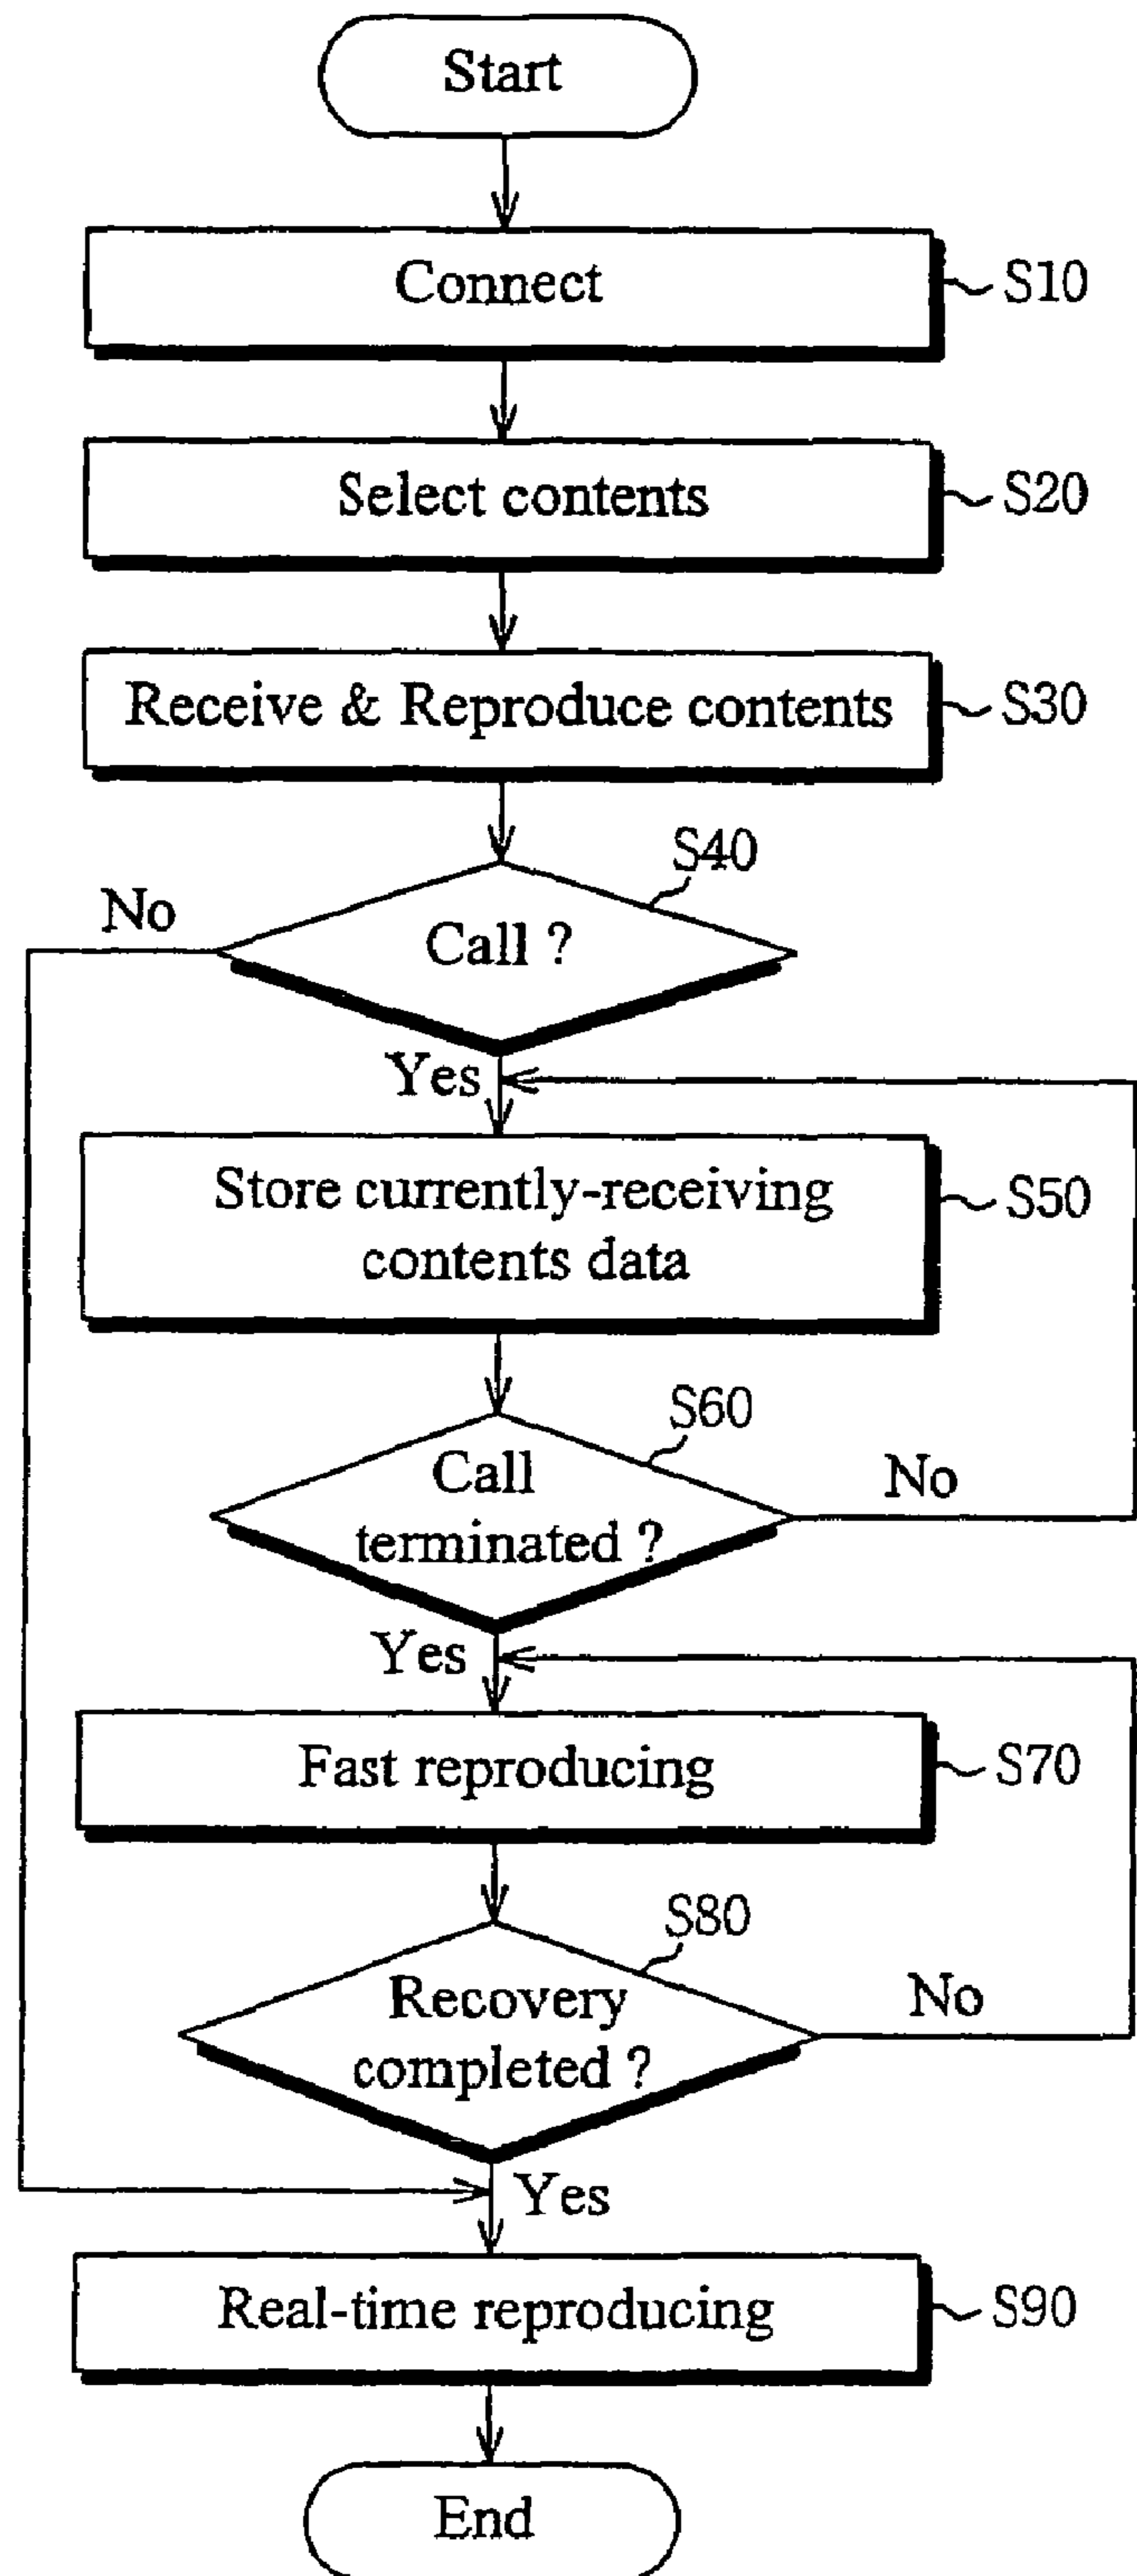 Start
Connect
S10
Select contents
S20
Receive & Reproduce contents
S30
S40
No
Call ?
Yes
Store currently-receiving
contents data
S50
S60
Call
terminated ?
No
Yes
Fast reproducing
S70
S80
Recovery
completed ?
No
Yes
Real-time reproducing
S90
End